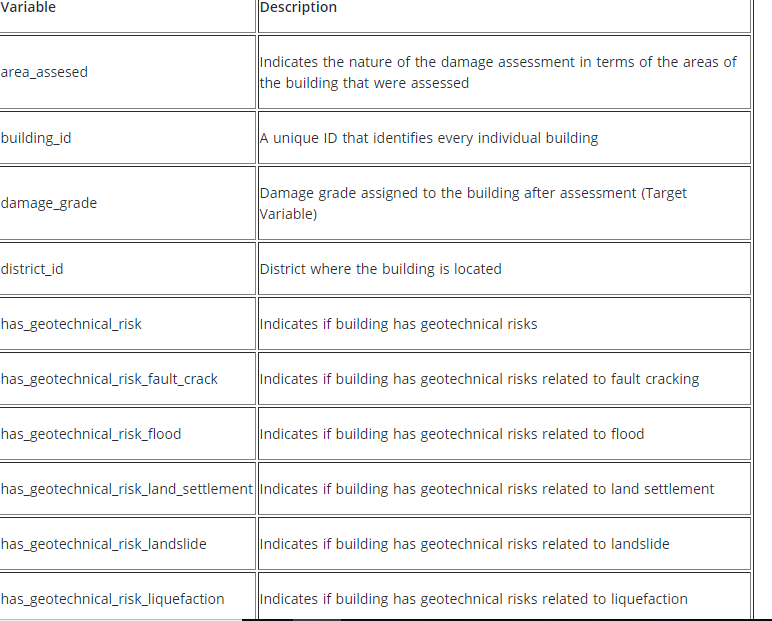 Variable Description
area_assesed Indicates the nature of the damage assessment in terms of the areas of
the building that were assessed
building_id A unique ID that identifies every individual building
damage_grade Damage grade assigned to the building after assessment (Target
Variable)
district_id District where the building is located
has_geotechnical_risk Indicates if building has geotechnical risks
has_geotechnical_risk_fault_crack Indicates if building has geotechnical risks related to fault cracking
has_geotechnical_risk_flood Indicates if building has geotechnical risks related to flood
has_geotechnical_risk_land_settlement Indicates if building has geotechnical risks related to land settlement
has_geotechnical_risk_landslide Indicates if building has geotechnical risks related to landslide
has_geotechnical_risk_liquefaction Indicates if building has geotechnical risks related to liquefaction